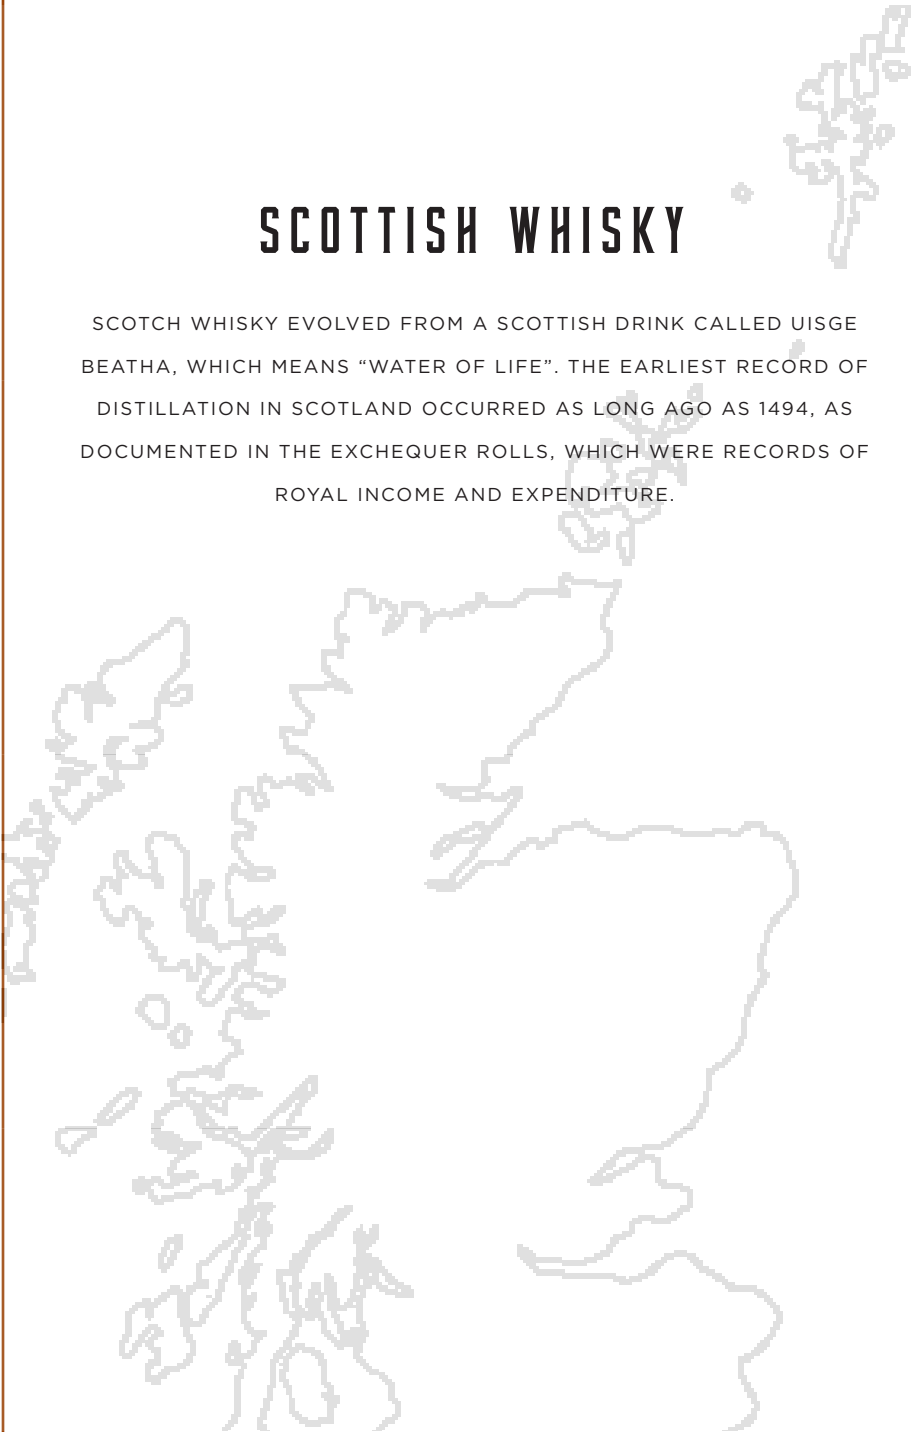 SCOTTISH WHISKY
SCOTCH WHISKY EVOLVED FROM A SCOTTISH DRINK CALLED UISGE
BEATHA, WHICH MEANS “WATER OF LIFE”. THE EARLIEST RECORD OF
DISTILLATION IN SCOTLAND OCCURRED AS LONG AGO AS 1494, AS
DOCUMENTED IN THE EXCHEQUER ROLLS, WHICH WERE RECORDS OF
ROYAL INCOME AND EXPENDITURE.